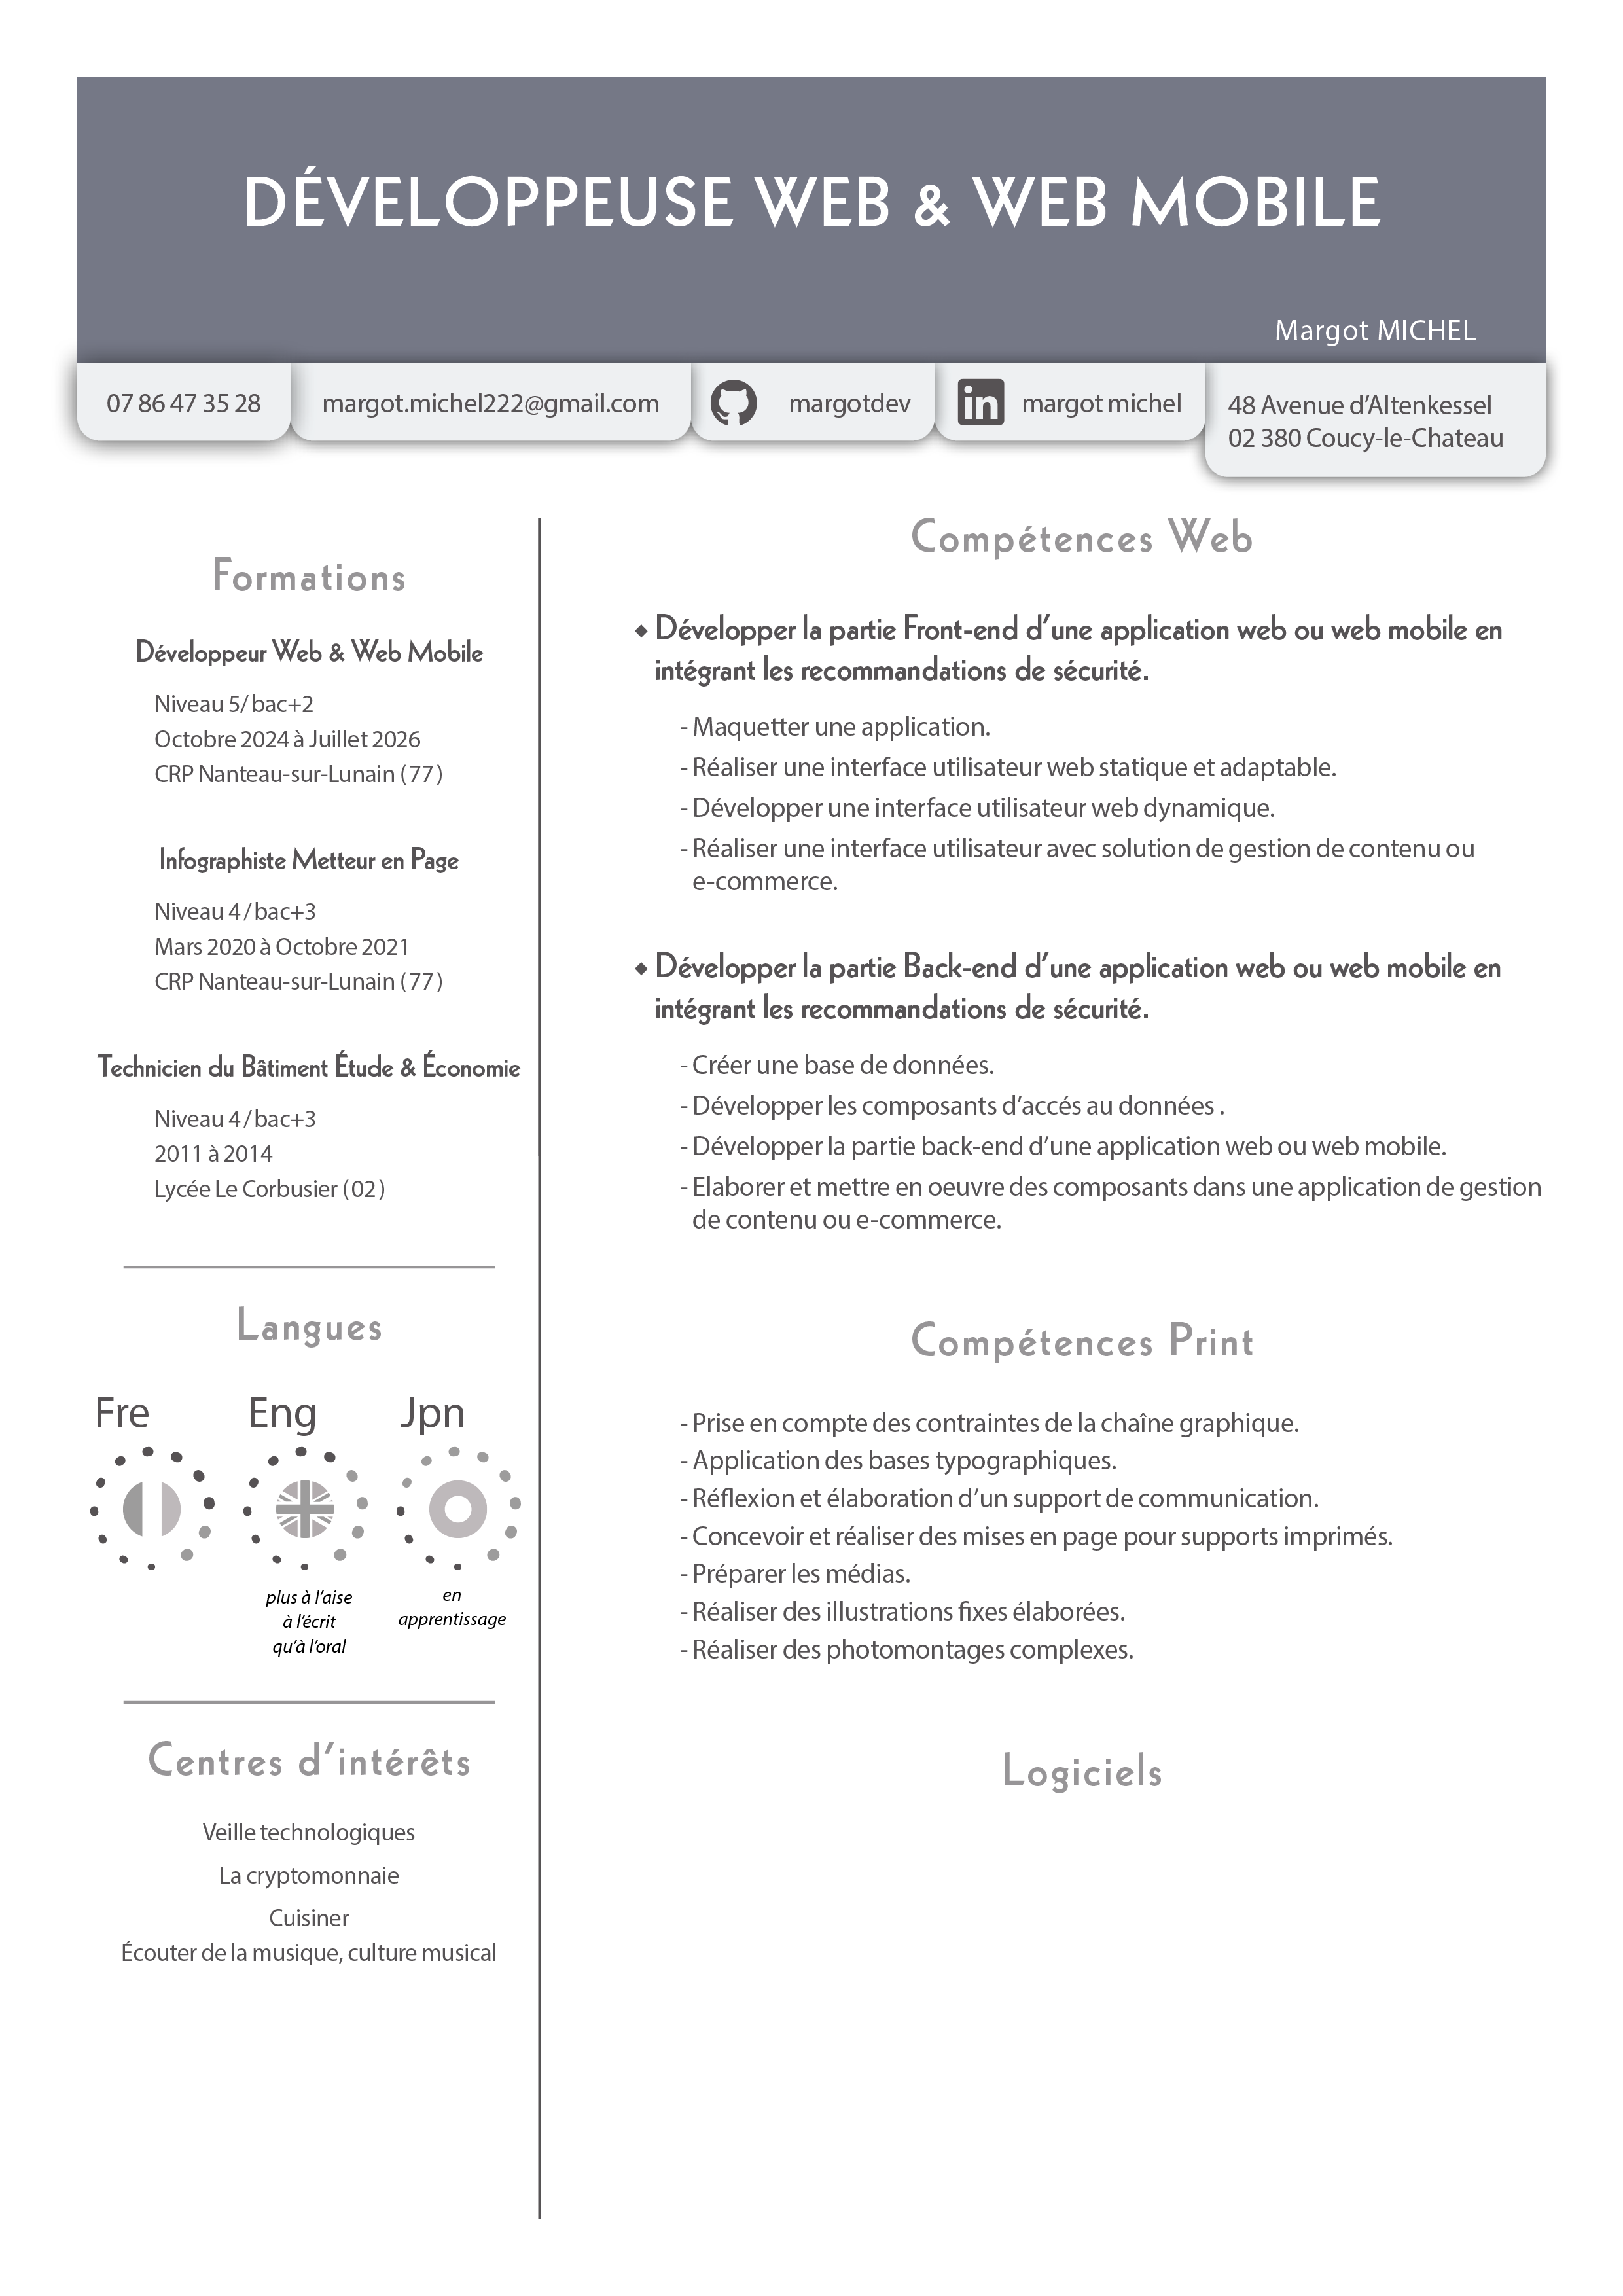 DÉVELOPPEUSE WEB & WEB MOBILE
Margot MICHEL
07 86 47 35 28
margot.michel222@gmail.com
margotdev
in
margot michel
48 Avenue d’Altenkessel
02 380 Coucy-le-Chateau
Formations
Développeur Web & Web Mobile
Niveau 5/ bac+2
Octobre 2024 à Juillet 2026
CRP Nanteau-sur-Lunain ( 77 )
Infographiste Metteur en Page
Niveau 4 / bac+3
Mars 2020 à Octobre 2021
CRP Nanteau-sur-Lunain ( 77 )
Technicien du Bâtiment Étude & Économie
Niveau 4 / bac+3
2011 à 2014
Lycée Le Corbusier ( 02 )
Langues
Fre Eng Jpn
plus à l’aise
à l’écrit
qu’à l’oral
en
apprentissage
Centres d’intérêts
Veille technologiques
La cryptomonnaie
Cuisiner
Écouter de la musique, culture musical
Compétences Web
◆ Développer la partie Front-end d’une application web ou web mobile en
intégrant les recommandations de sécurité.
- Maquetter une application.
- Réaliser une interface utilisateur web statique et adaptable.
- Développer une interface utilisateur web dynamique.
- Réaliser une interface utilisateur avec solution de gestion de contenu ou
e-commerce.
◆ Développer la partie Back-end d’une application web ou web mobile en
intégrant les recommandations de sécurité.
- Créer une base de données.
- Développer les composants d’accés au données .
- Développer la partie back-end d’une application web ou web mobile.
- Elaborer et mettre en oeuvre des composants dans une application de gestion
de contenu ou e-commerce.
Compétences Print
- Prise en compte des contraintes de la chaîne graphique.
- Application des bases typographiques.
- Réflexion et élaboration d’un support de communication.
- Concevoir et réaliser des mises en page pour supports imprimés.
- Préparer les médias.
- Réaliser des illustrations fixes élaborées.
- Réaliser des photomontages complexes.
Logiciels